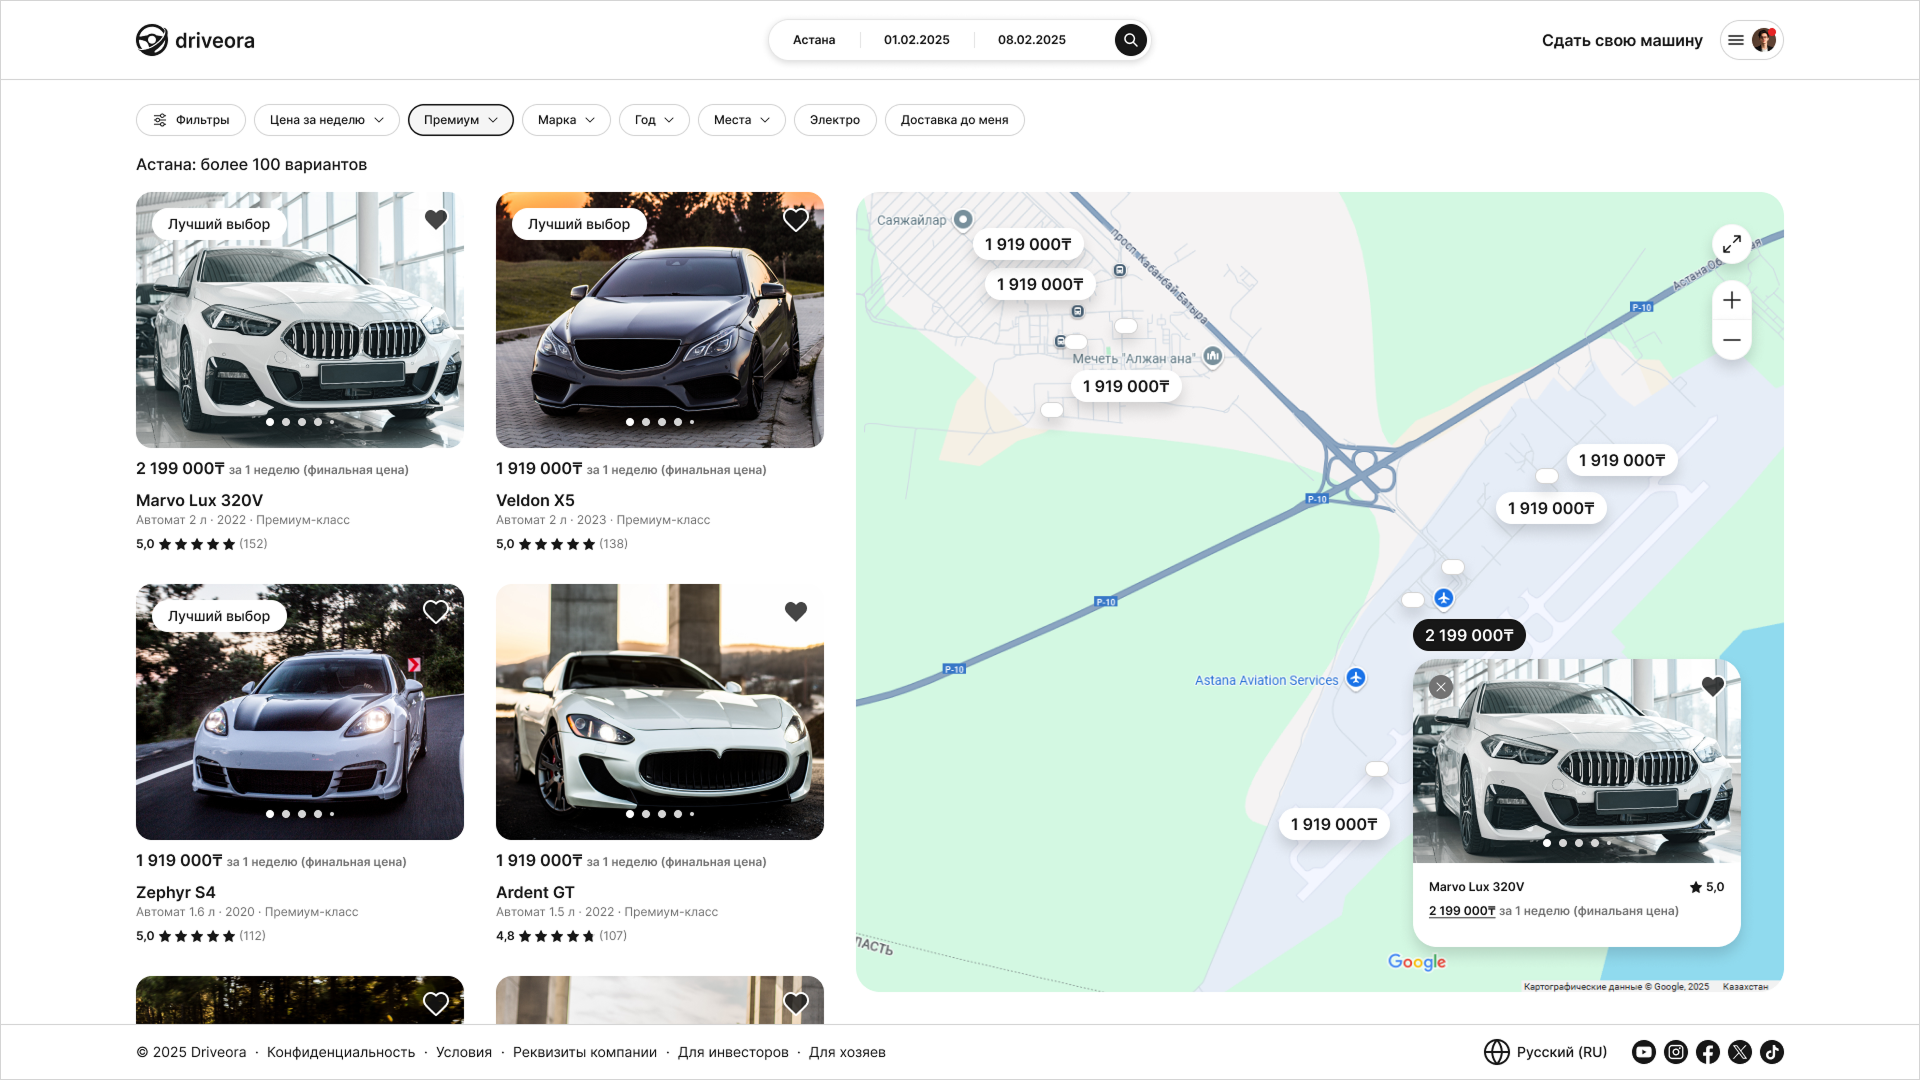 driveora
Астана
01.02.2025
08.02.2025
Сдать свою машину
Фильтры
Цена за неделю
Премиум
Марка
Год
Места
Электро
Доставка до меня
Астана: более 100 вариантов
Лучший выбор
2 199 000₸ за 1 неделю (финальная цена)
Marvo Lux 320V
Автомат 2 л · 2022 · Премиум-класс
5,0 ★★★★★ (152)
Лучший выбор
1 919 000₸ за 1 неделю (финальная цена)
Veldon X5
Автомат 2 л · 2023 · Премиум-класс
5,0 ★★★★★ (138)
Лучший выбор
1 919 000₸ за 1 неделю (финальная цена)
Zephyr S4
Автомат 1.6 л · 2020 · Премиум-класс
5,0 ★★★★★ (112)
1 919 000₸ за 1 неделю (финальная цена)
Ardent GT
Автомат 1.5 л · 2022 · Премиум-класс
4,8 ★★★★★ (107)
Саяжайлар
1 919 000₸
1 919 000₸
просп. Кабанбай Батыра
Мечеть "Алжан ана"
1 919 000₸
P-10
1 919 000₸
P-10
1 919 000₸
P-10
2 199 000₸
P-10
Astana Aviation Services
1 919 000₸
Marvo Lux 320V
★ 5,0
2 199 000₸ за 1 неделю (финальаня цена)
Google
Картографические данные © Google, 2025
Казахстан
© 2025 Driveora · Конфиденциальность · Условия · Реквизиты компании · Для инвесторов · Для хозяев
Русский (RU)